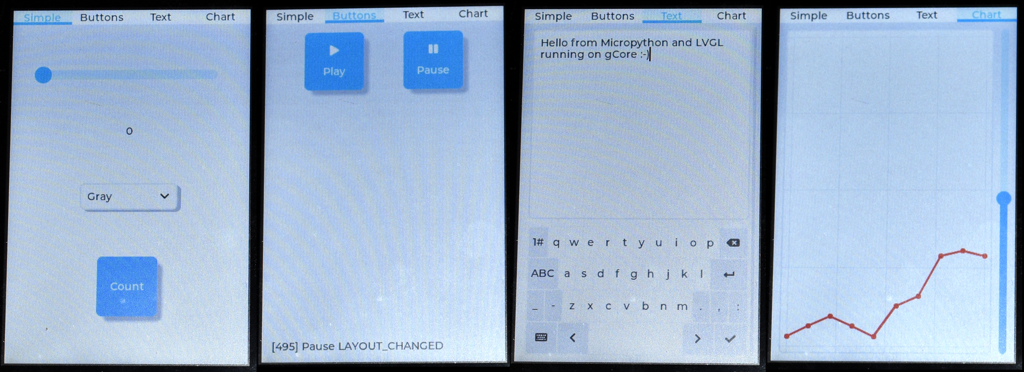 Simple Buttons Text Chart
0
Gray
Count
Simple Buttons Text Chart
Play Pause
[495] Pause LAYOUT_CHANGED
Simple Buttons Text Chart
Hello from Micropython and LVGL
running on gCore :-)
1# q w e r t y u i o p
ABC a s d f g h j k l
_ - z x c v b n m . , :
Simple Buttons Text Chart